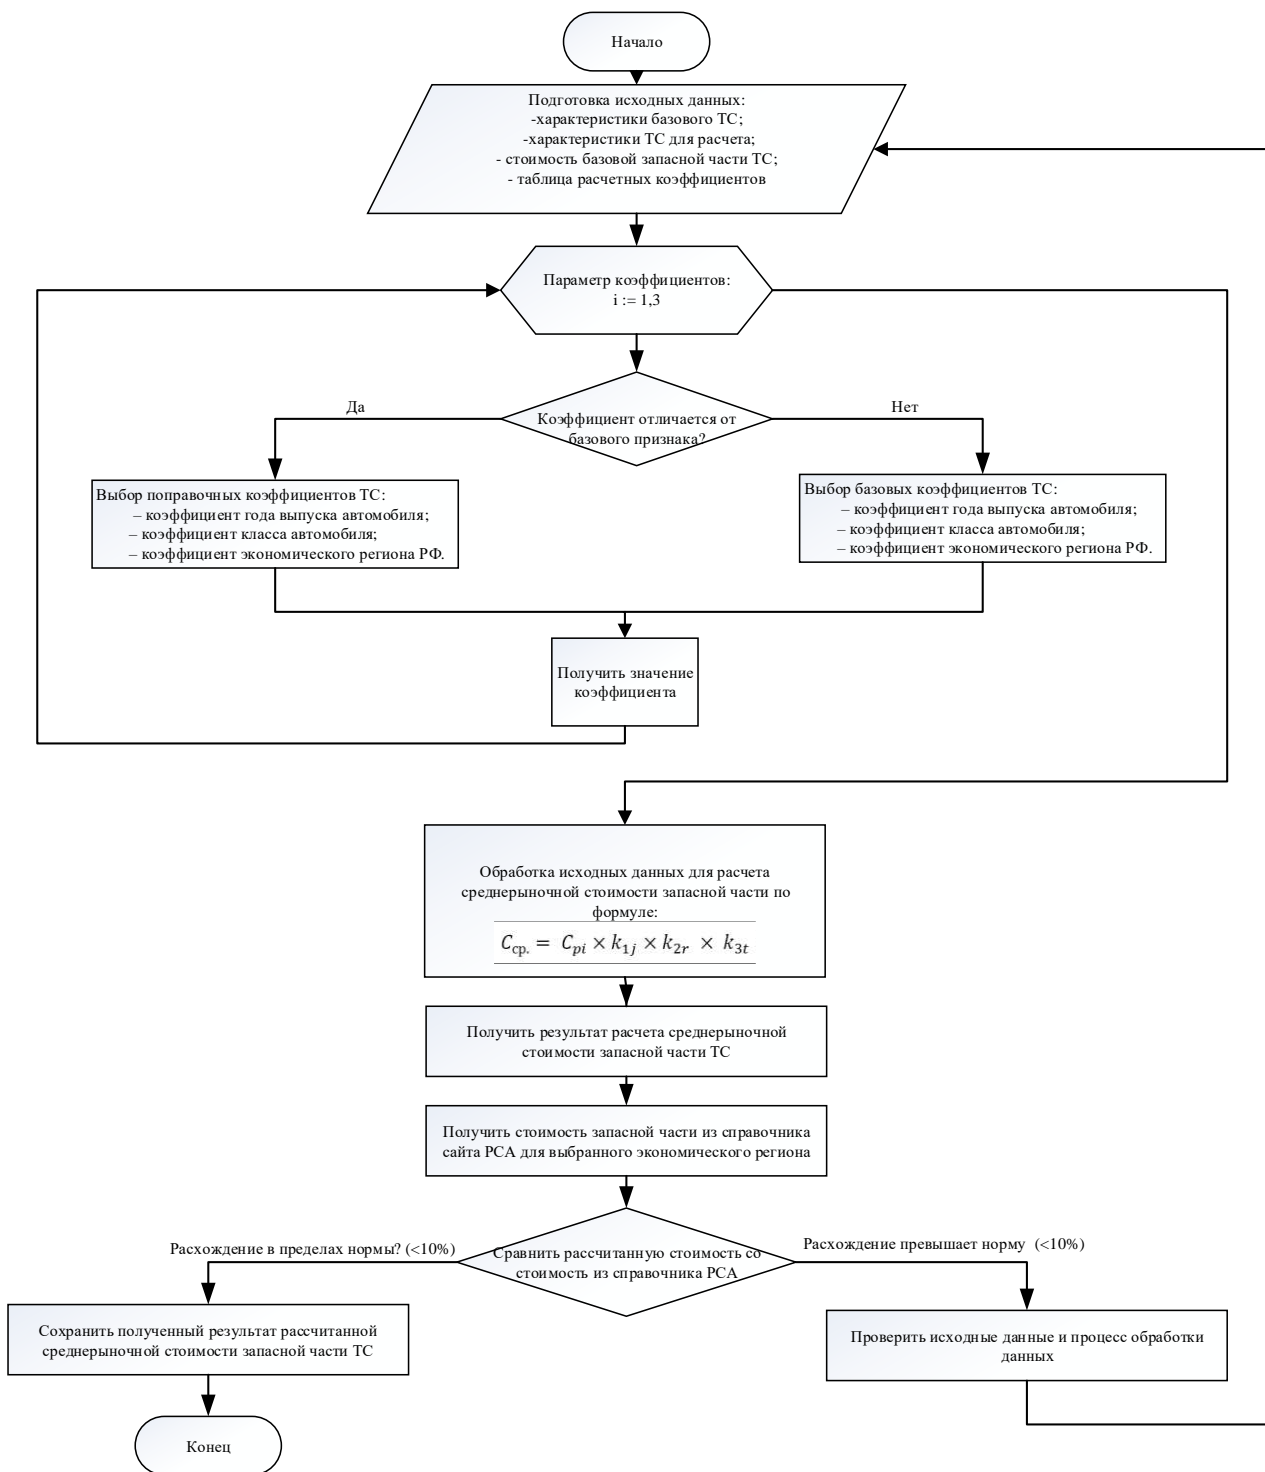 Начало
Подготовка исходных данных:
-характеристики базового ТС;
-характеристики ТС для расчета;
- стоимость базовой запасной части ТС;
- таблица расчетных коэффициентов
Параметр коэффициентов:
i := 1,3
Да
Коэффициент отличается от
базового признака?
Нет
Выбор поправочных коэффициентов ТС:
– коэффициент года выпуска автомобиля;
– коэффициент класса автомобиля;
– коэффициент экономического региона РФ.
Выбор базовых коэффициентов ТС:
– коэффициент года выпуска автомобиля;
– коэффициент класса автомобиля;
– коэффициент экономического региона РФ.
Получить значение
коэффициента
Обработка исходных данных для расчета
среднерыночной стоимости запасной части по
формуле:
C_ср. = C_pi × k_1j × k_2r × k_3t
Получить результат расчета среднерыночной
стоимости запасной части ТС
Получить стоимость запасной части из справочника
сайта РСА для выбранного экономического региона
Расхождение в пределах нормы? (<10%)
Сравнить рассчитанную стоимость со
стоимость из справочника РСА
Расхождение превышает норму (<10%)
Сохранить полученный результат рассчитанной
среднерыночной стоимости запасной части ТС
Проверить исходные данные и процесс обработки
данных
Конец